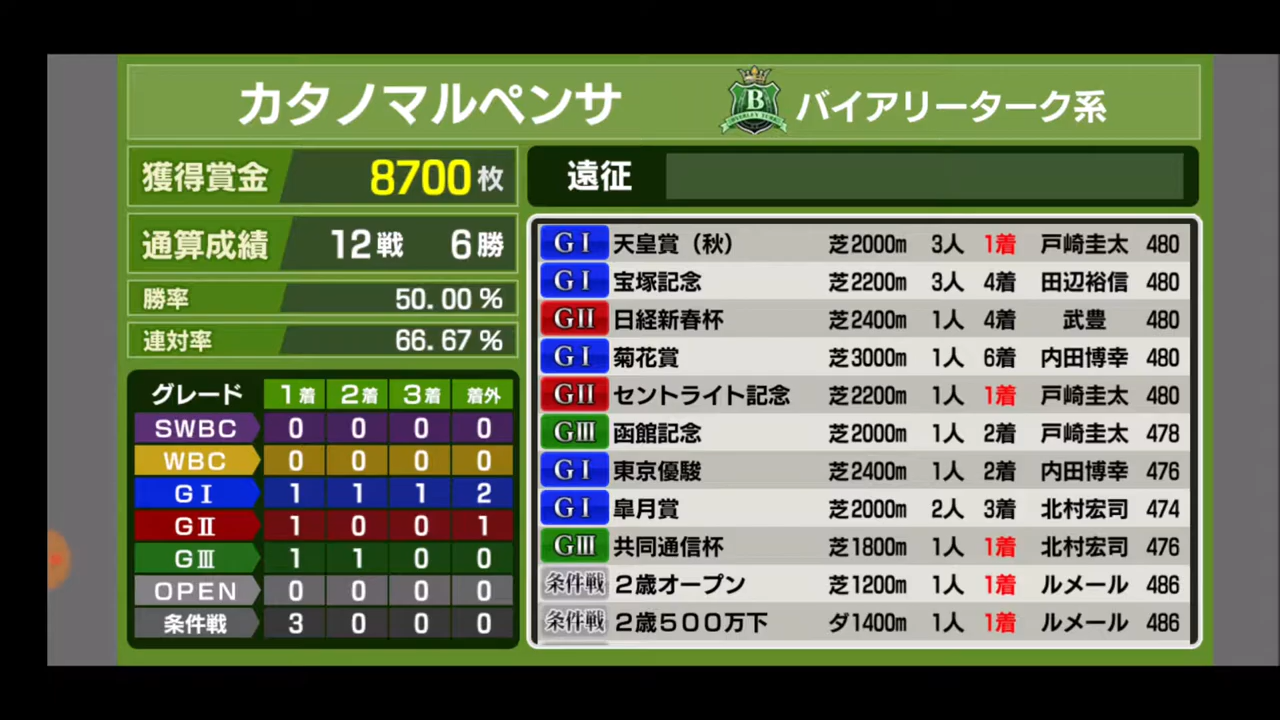 カタノマルペンサ
B
バイアリーターク系
獲得賞金 8700枚
遠征
通算成績 12戦 6勝
勝率 50.00%
連対率 66.67%
グレード 1着 2着 3着 着外
SWBC 0 0 0 0
WBC 0 0 0 0
GI 1 1 1 2
GII 1 0 0 1
GIII 1 1 0 0
OPEN 0 0 0 0
条件戦 3 0 0 0
GI 天皇賞（秋） 芝2000m 3人 1着 戸崎圭太 480
GI 宝塚記念 芝2200m 3人 4着 田辺裕信 480
GII 日経新春杯 芝2400m 1人 4着 武豊 480
GI 菊花賞 芝3000m 1人 6着 内田博幸 480
GII セントライト記念 芝2200m 1人 1着 戸崎圭太 480
GIII 函館記念 芝2000m 1人 2着 戸崎圭太 478
GI 東京優駿 芝2400m 1人 2着 内田博幸 476
GI 皐月賞 芝2000m 2人 3着 北村宏司 474
GIII 共同通信杯 芝1800m 1人 1着 北村宏司 476
条件戦 2歳オープン 芝1200m 1人 1着 ルメール 486
条件戦 2歳500万下 ダ1400m 1人 1着 ルメール 486